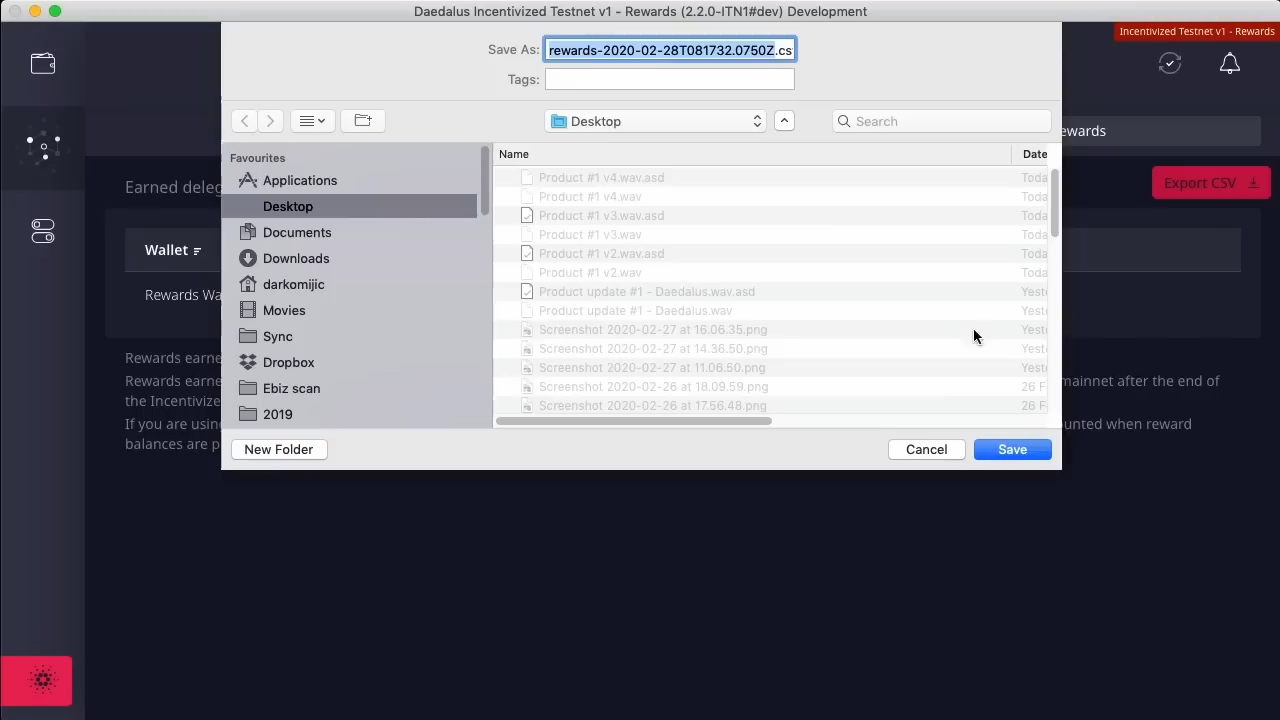 Daedalus Incentivized Testnet v1 - Rewards (2.2.0-ITN1#dev) Development
Incentivized Testnet v1 - Rewards
Save As: rewards-2020-02-28T081732.0750Z.cs
Tags:
Desktop
Search
ewards
Favourites
Applications
Desktop
Documents
Downloads
darkomijic
Movies
Sync
Dropbox
Ebiz scan
2019
Name
Date
Product #1 v4.wav.asd Toda
Product #1 v4.wav Toda
Product #1 v3.wav.asd Toda
Product #1 v3.wav Toda
Product #1 v2.wav.asd Toda
Product #1 v2.wav Toda
Product update #1 - Daedalus.wav.asd Yest
Product update #1 - Daedalus.wav Yest
Screenshot 2020-02-27 at 16.06.35.png Yest
Screenshot 2020-02-27 at 14.36.50.png Yest
Screenshot 2020-02-27 at 11.06.50.png Yest
Screenshot 2020-02-26 at 18.09.59.png 26 F
Screenshot 2020-02-26 at 17.56.48.png 26 F
New Folder
Cancel
Save
Earned deleg
Export CSV
Wallet
Rewards Wa
Rewards earne
Rewards earne mainnet after the end of
the Incentivize
If you are using unted when reward
balances are p